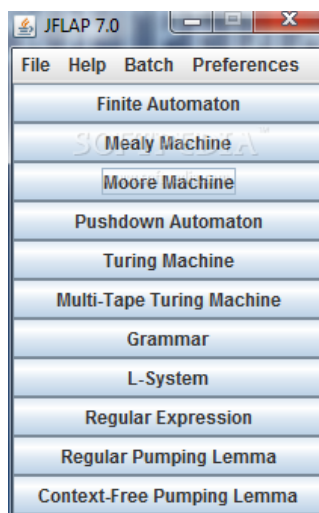 JFLAP 7.0
File Help Batch Preferences
Finite Automaton
SOFTPEDIA
Mealy Machine
Moore Machine
Pushdown Automaton
Turing Machine
Multi-Tape Turing Machine
Grammar
L-System
Regular Expression
Regular Pumping Lemma
Context-Free Pumping Lemma